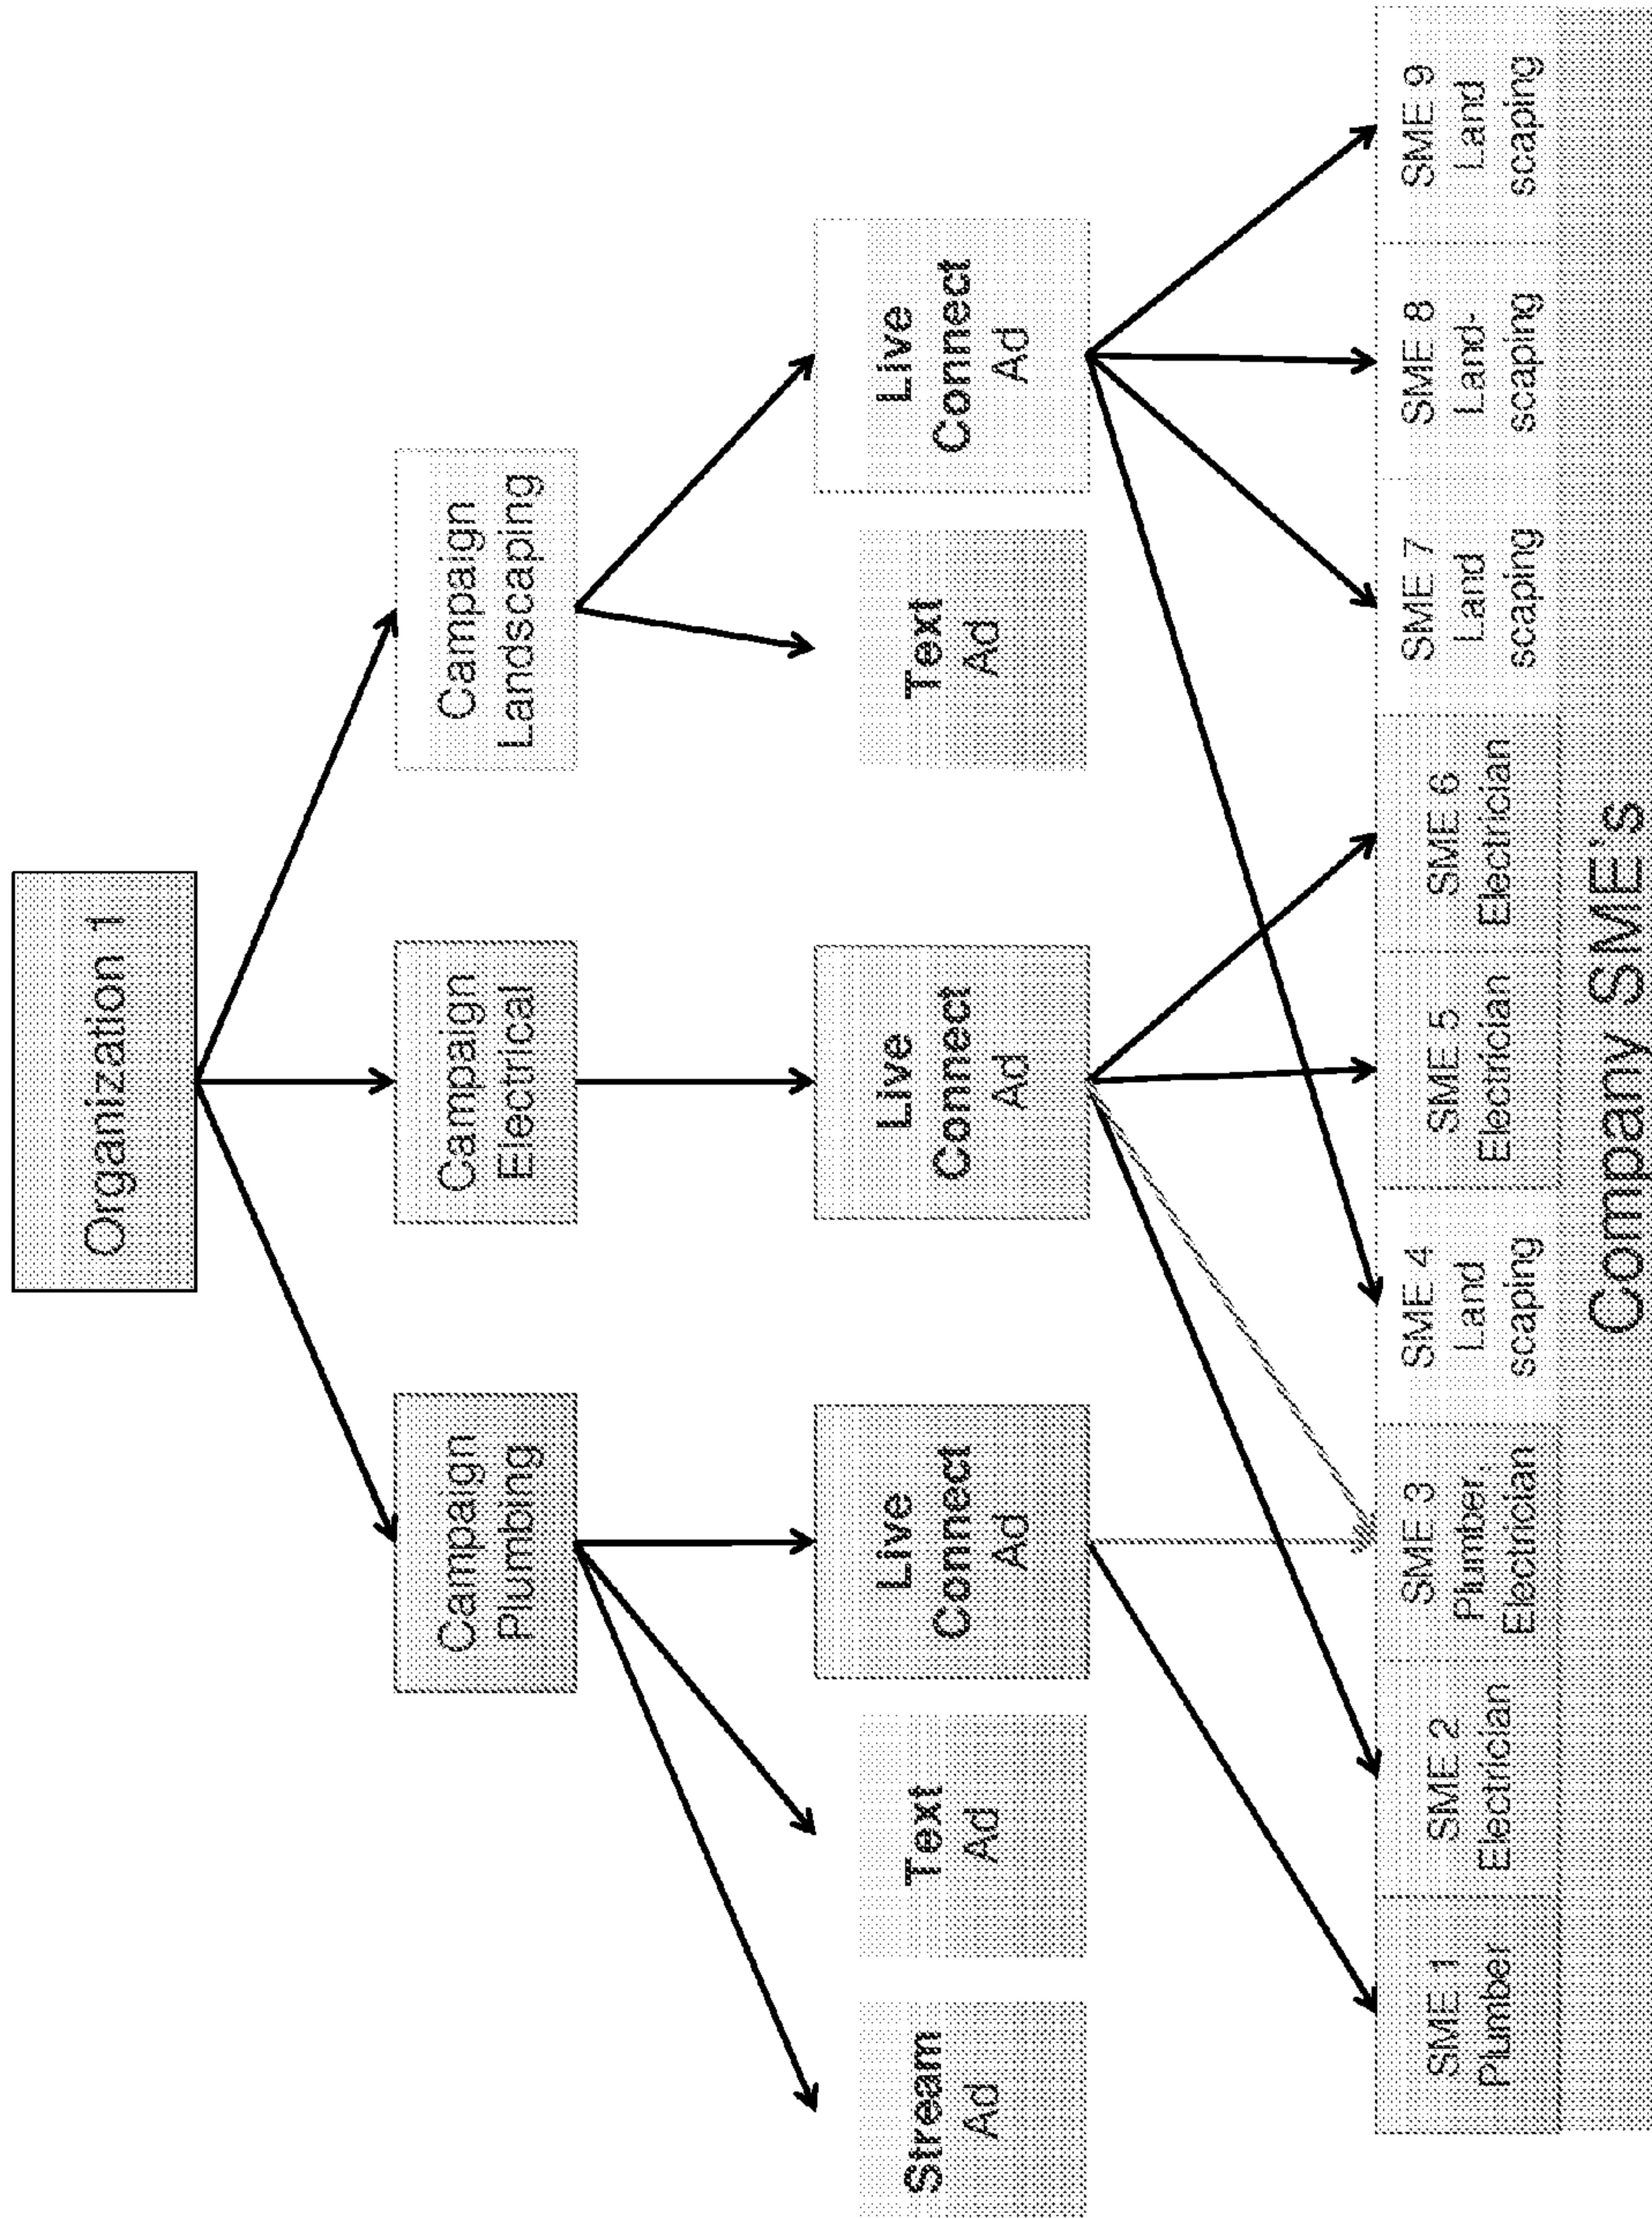 Organization 1
Campaign
Plumbing
Campaign
Electrical
Campaign
Landscaping
Stream
Ad
Text
Ad
Live
Connect
Ad
Live
Connect
Ad
Text
Ad
Live
Connect
Ad
SME 1
Plumber
SME 2
Electrician
SME 3
Plumber,
Electrician
SME 4
Land
scaping
SME 5
Electrician
SME 6
Electrician
SME 7
Land
scaping
SME 8
Land-
scaping
SME 9
Land
scaping
Company SME's